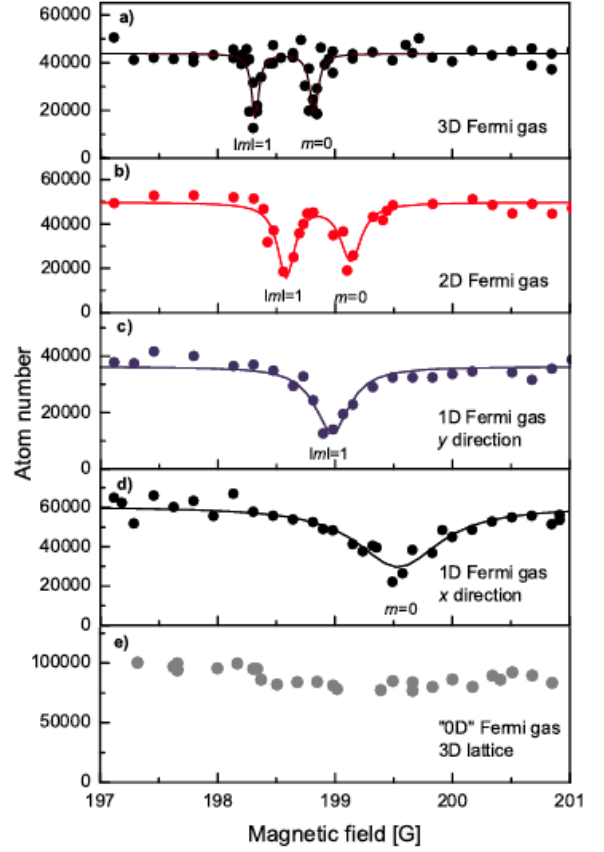 a)
60000
40000
20000
0
|m|=1
m=0
3D Fermi gas
b)
60000
40000
20000
0
|m|=1
m=0
2D Fermi gas
c)
40000
20000
0
|m|=1
1D Fermi gas
y direction
d)
80000
60000
40000
20000
0
m=0
1D Fermi gas
x direction
e)
100000
50000
0
"0D" Fermi gas
3D lattice
197
198
199
200
201
Atom number
Magnetic field [G]